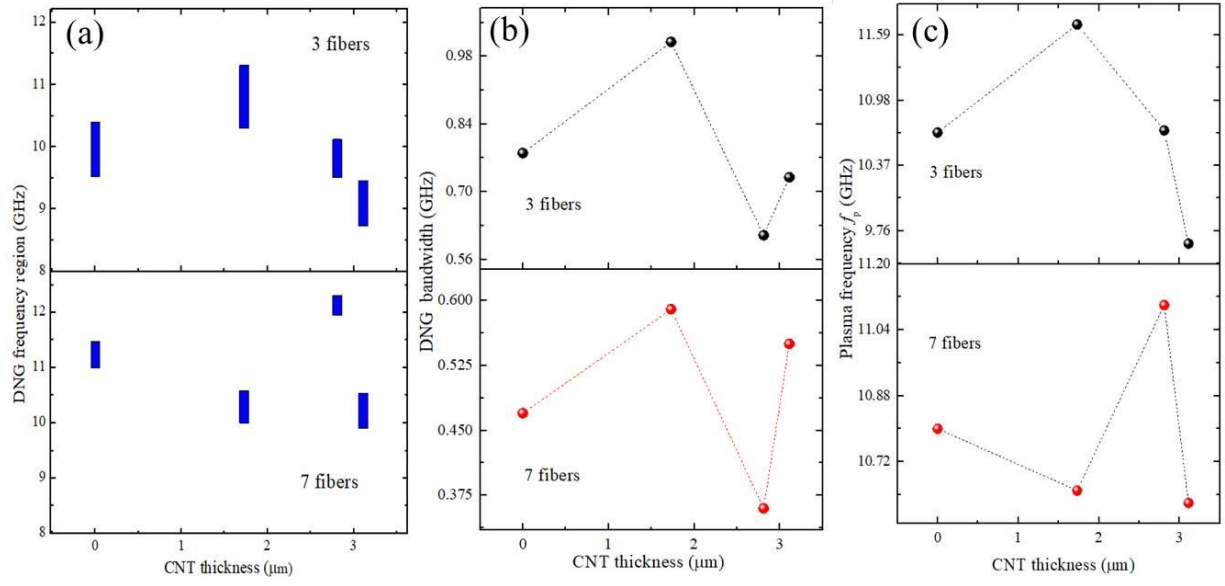 (a)
3 fibers
12
11
10
9
8
7 fibers
12
11
10
9
8
0 1 2 3
CNT thickness (μm)
DNG frequency region (GHz)
(b)
3 fibers
0.98
0.84
0.70
0.56
7 fibers
0.600
0.525
0.450
0.375
0 1 2 3
CNT thickness (μm)
DNG bandwidth (GHz)
(c)
3 fibers
11.59
10.98
10.37
9.76
11.20
7 fibers
11.04
10.88
10.72
0 1 2 3
CNT thickness (μm)
Plasma frequency fp (GHz)